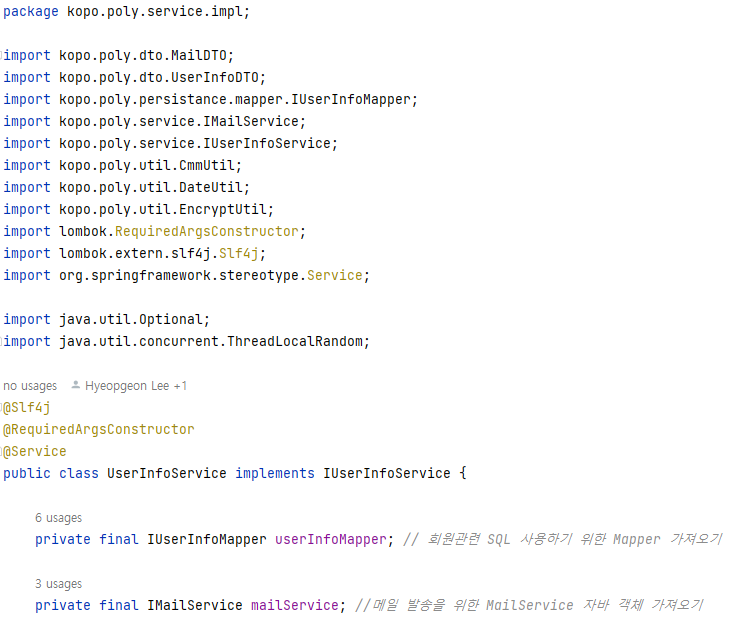 package kopo.poly.service.impl;
import kopo.poly.dto.MailDTO;
import kopo.poly.dto.UserInfoDTO;
import kopo.poly.persistance.mapper.IUserInfoMapper;
import kopo.poly.service.IMailService;
import kopo.poly.service.IUserInfoService;
import kopo.poly.util.CmmUtil;
import kopo.poly.util.DateUtil;
import kopo.poly.util.EncryptUtil;
import lombok.RequiredArgsConstructor;
import lombok.extern.slf4j.Slf4j;
import org.springframework.stereotype.Service;
import java.util.Optional;
import java.util.concurrent.ThreadLocalRandom;
no usages Hyeopgeon Lee +1
@Slf4j
@RequiredArgsConstructor
@Service
public class UserInfoService implements IUserInfoService {
6 usages
private final IUserInfoMapper userInfoMapper; // 회원관련 SQL 사용하기 위한 Mapper 가져오기
3 usages
private final IMailService mailService; //메일 발송을 위한 MailService 자바 객체 가져오기